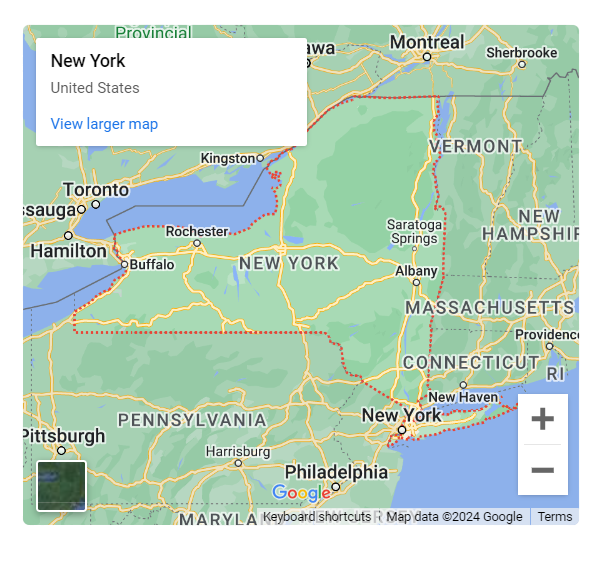 Provincial
New York
United States
View larger map
awa
Montreal
Sherbrooke
Kingston
VERMONT
Toronto
ssauga
Hamilton
Rochester
Saratoga
Springs
NEW
HAMPSHIR
Buffalo
NEW YORK
Albany
MASSACHUSETTS
Providenc
CONNECTICUT
RI
New Haven
New York
PENNSYLVANIA
Pittsburgh
Harrisburg
Philadelphia
Google
MARYLAN
Keyboard shortcuts
Map data ©2024 Google
Terms